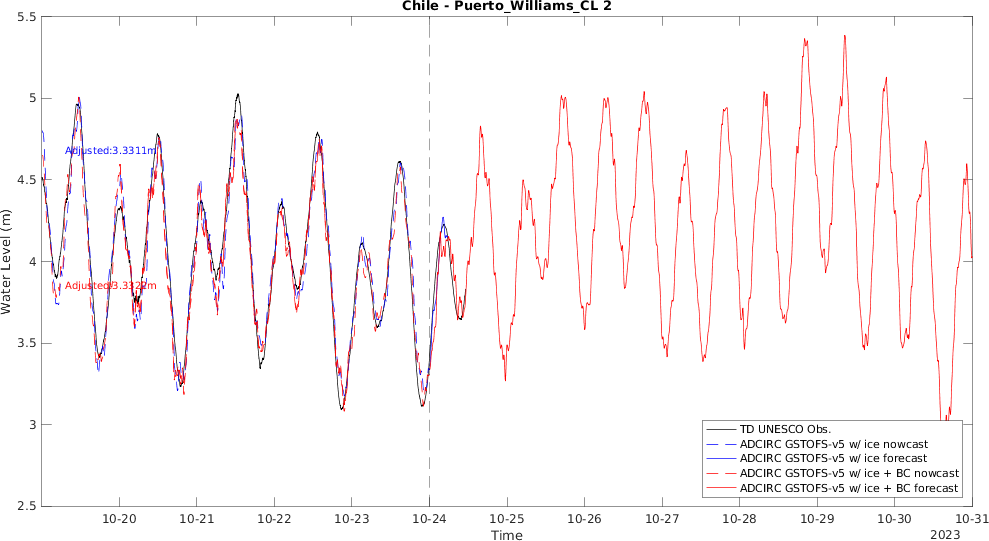 Chile - Puerto_Williams_CL 2
5.5
5
4.5
4
3.5
3
2.5
Water Level (m)
Adjusted:3.3311m
Adjusted:3.3322m
TD UNESCO Obs.
ADCIRC GSTOFS-v5 w/ ice nowcast
ADCIRC GSTOFS-v5 w/ ice forecast
ADCIRC GSTOFS-v5 w/ ice + BC nowcast
ADCIRC GSTOFS-v5 w/ ice + BC forecast
10-20 10-21 10-22 10-23 10-24 10-25 10-26 10-27 10-28 10-29 10-30 10-31
Time
2023